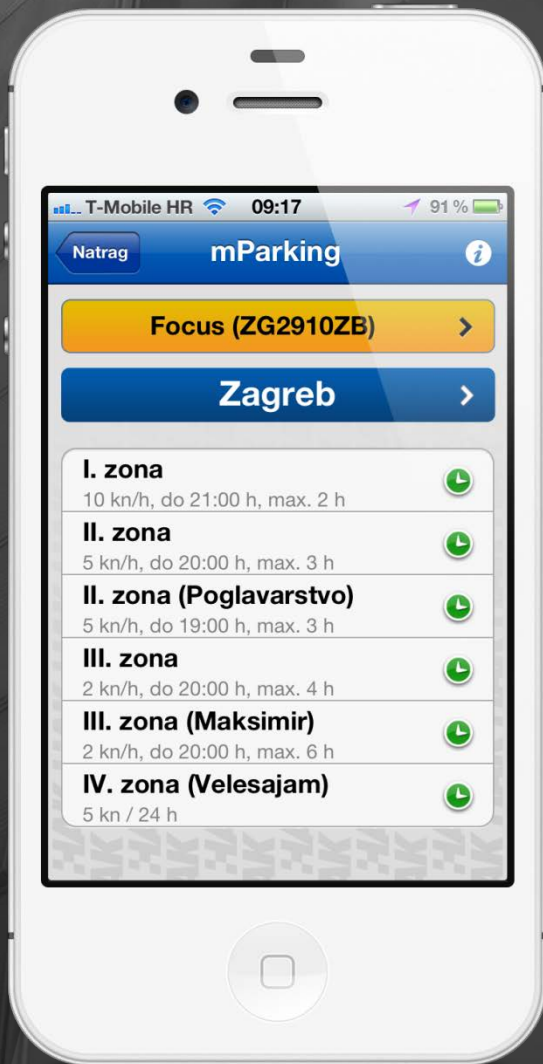 T-Mobile HR 09:17 91 %
Natrag mParking i
Focus (ZG2910ZB)
Zagreb
I. zona
10 kn/h, do 21:00 h, max. 2 h
II. zona
5 kn/h, do 20:00 h, max. 3 h
II. zona (Poglavarstvo)
5 kn/h, do 19:00 h, max. 3 h
III. zona
2 kn/h, do 20:00 h, max. 4 h
III. zona (Maksimir)
2 kn/h, do 20:00 h, max. 6 h
IV. zona (Velesajam)
5 kn / 24 h